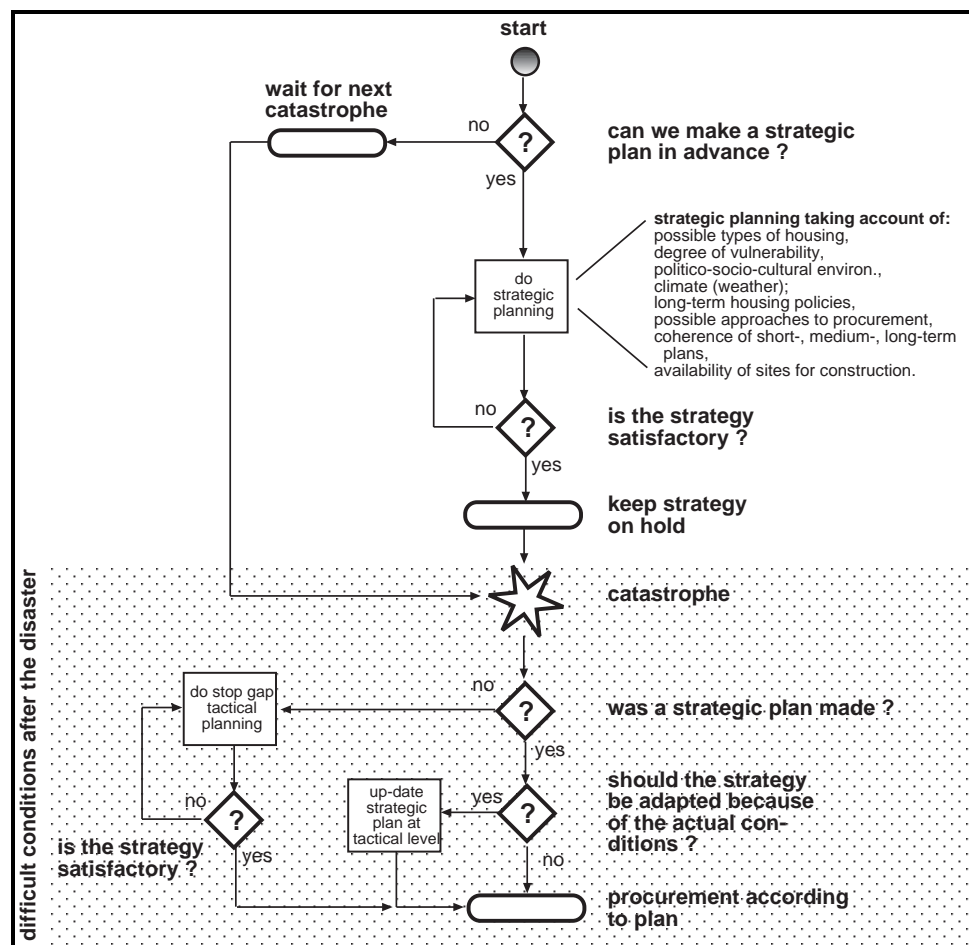 start
wait for next
catastrophe
no
?
can we make a strategic
plan in advance ?
yes
strategic planning taking account of:
possible types of housing,
degree of vulnerability,
politico-socio-cultural environ.,
climate (weather);
long-term housing policies,
possible approaches to procurement,
coherence of short-, medium-, long-term
plans,
availability of sites for construction.
do
strategic
planning
no
?
is the strategy
satisfactory ?
yes
keep strategy
on hold
difficult conditions after the disaster
catastrophe
do stop gap
tactical
planning
no
?
was a strategic plan made ?
yes
up-date
strategic
plan at
tactical level
yes
?
should the strategy
be adapted because
of the actual con-
ditions ?
no
no
?
is the strategy
satisfactory ?
yes
procurement according
to plan